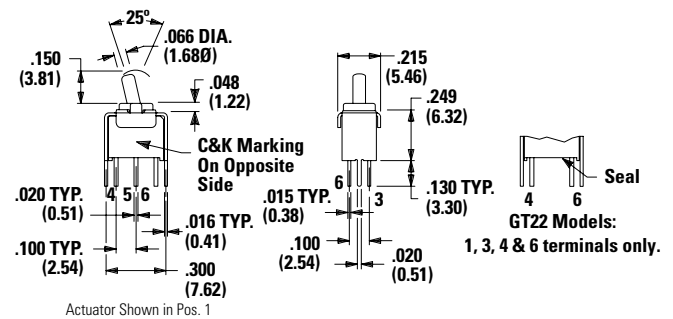 25º
.066 DIA.
(1.68Ø)
.150
(3.81)
.048
(1.22)
C&K Marking
On Opposite
Side
4 5 6
.020 TYP.
(0.51)
.016 TYP.
(0.41)
.100 TYP.
(2.54)
.300
(7.62)
Actuator Shown in Pos. 1
.215
(5.46)
.249
(6.32)
6
3
.015 TYP.
(0.38)
.130 TYP.
(3.30)
.100
(2.54)
.020
(0.51)
Seal
4 6
GT22 Models:
1, 3, 4 & 6 terminals only.